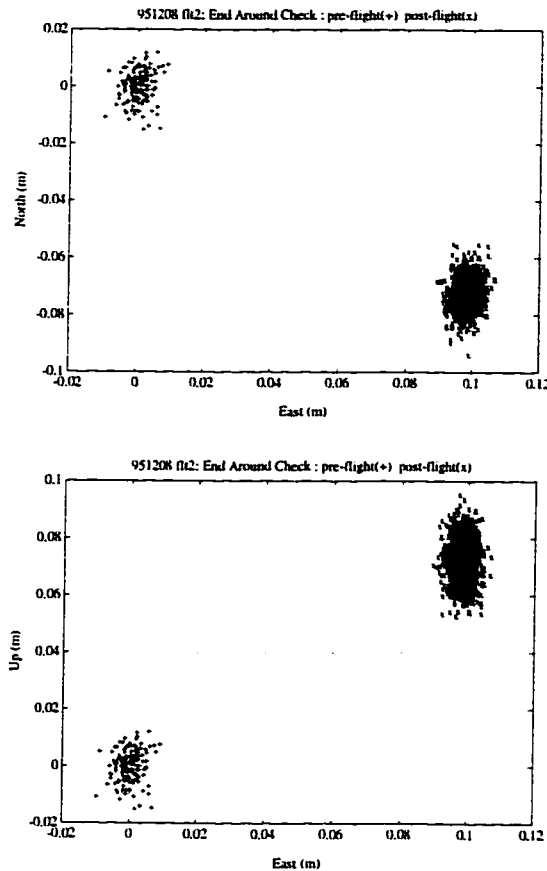 951208 flt2: End Around Check : pre-flight(+) post-flight(x)
0.02
0
-0.02
-0.04
-0.06
-0.08
-0.1
North (m)
-0.02 0 0.02 0.04 0.06 0.08 0.1 0.12
East (m)
951208 flt2: End Around Check : pre-flight(+) post-flight(x)
0.1
0.08
0.06
0.04
0.02
0
-0.02
Up (m)
-0.02 0 0.02 0.04 0.06 0.08 0.1 0.12
East (m)